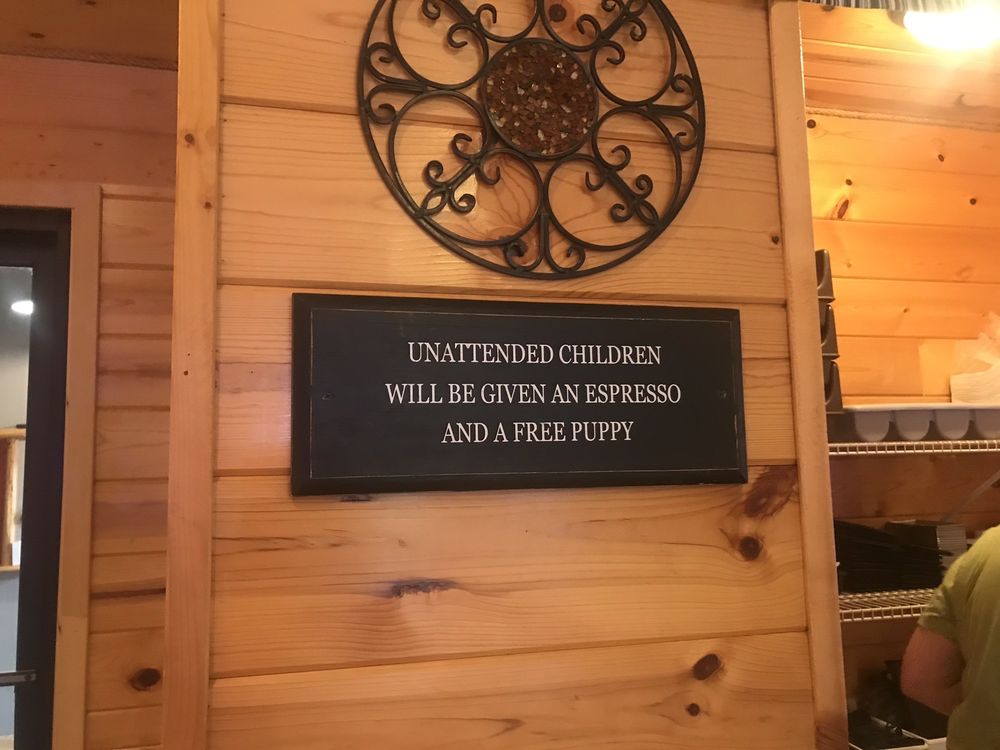 UNATTENDED CHILDREN
WILL BE GIVEN AN ESPRESSO
AND A FREE PUPPY